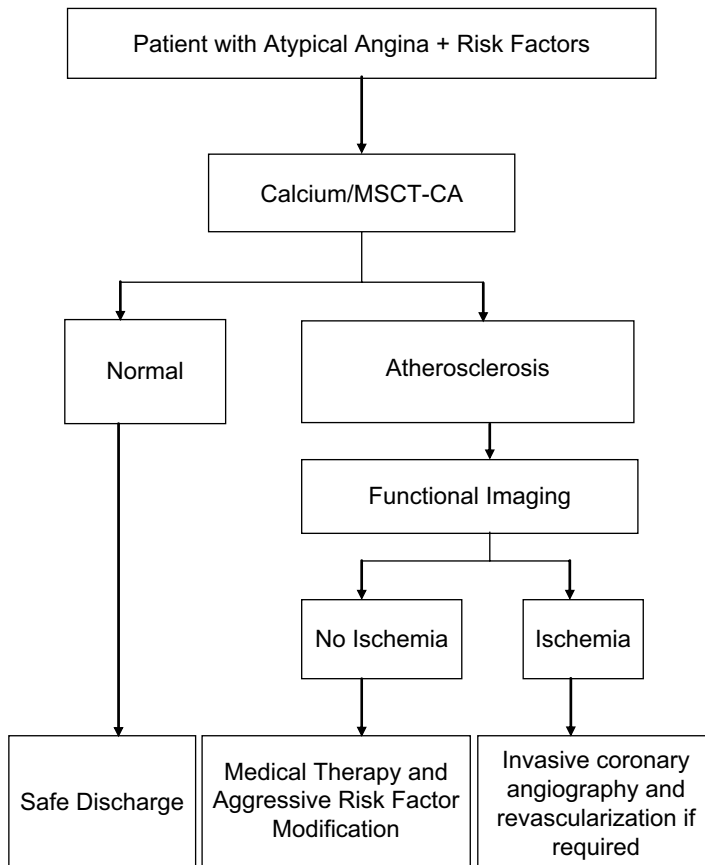 Patient with Atypical Angina + Risk Factors
Calcium/MSCT-CA
Normal
Atherosclerosis
Functional Imaging
No Ischemia
Ischemia
Safe Discharge
Medical Therapy and
Aggressive Risk Factor
Modification
Invasive coronary
angiography and
revascularization if
required